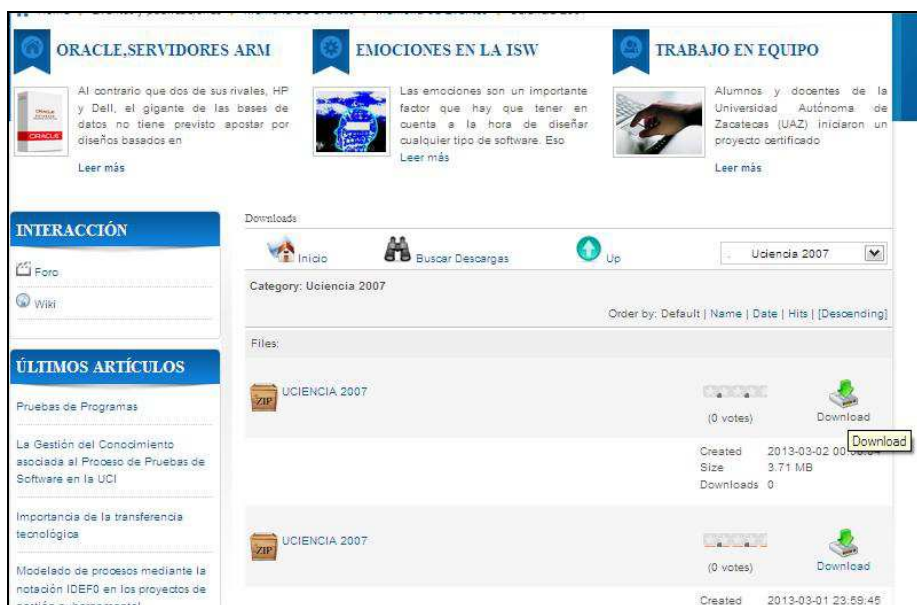 ORACLE,SERVIDORES ARM
Al contrario que dos de sus rivales, HP
y Dell, el gigante de las bases de
datos no tiene previsto apostar por
diseños basados en
Leer más
EMOCIONES EN LA ISW
Las emociones son un importante
factor que hay que tener en
cuenta a la hora de diseñar
cualquier tipo de software. Eso
Leer más
TRABAJO EN EQUIPO
Alumnos y docentes de la
Universidad Autónoma de
Zacatecas (UAZ) iniciaron un
proyecto certificado
Leer más
INTERACCIÓN
Foro
Wiki
ÚLTIMOS ARTÍCULOS
Pruebas de Programas
La Gestión del Conocimiento
asociada al Proceso de Pruebas de
Software en la UCI
Importancia de la transferencia
tecnológica
Modelado de procesos mediante la
notación IDEF0 en los proyectos de
Downloads
Inicio
Buscar Descargas
Up
Uciencia 2007
Category: Uciencia 2007
Order by: Default | Name | Date | Hits | [Descending]
Files:
ZIP
UCIENCIA 2007
(0 votes)
Download
Download
Created 2013-03-02
Size 3.71 MB
Downloads 0
ZIP
UCIENCIA 2007
(0 votes)
Download
Created 2013-03-01 23:59:45